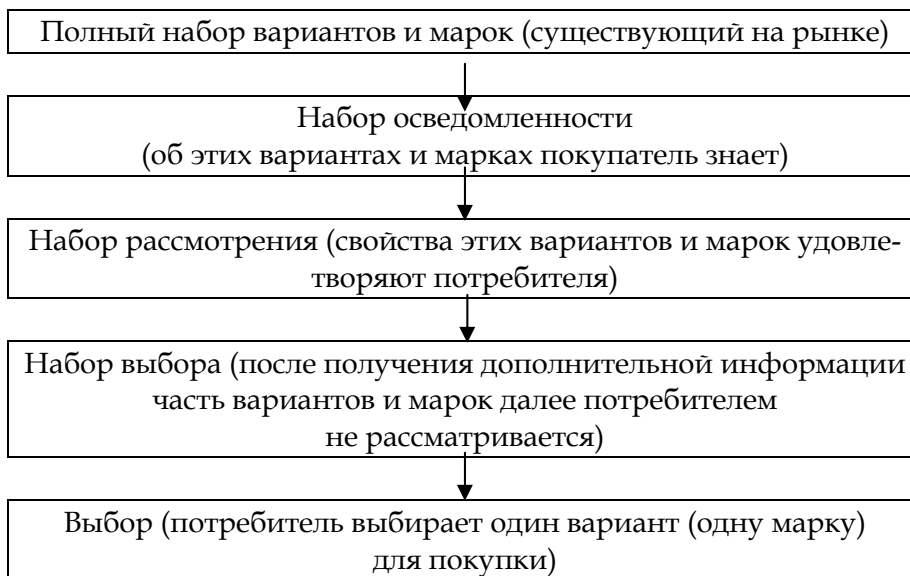 Полный набор вариантов и марок (существующий на рынке)
Набор осведомленности
(об этих вариантах и марках покупатель знает)
Набор рассмотрения (свойства этих вариантов и марок удовле-
творяют потребителя)
Набор выбора (после получения дополнительной информации
часть вариантов и марок далее потребителем
не рассматривается)
Выбор (потребитель выбирает один вариант (одну марку)
для покупки)